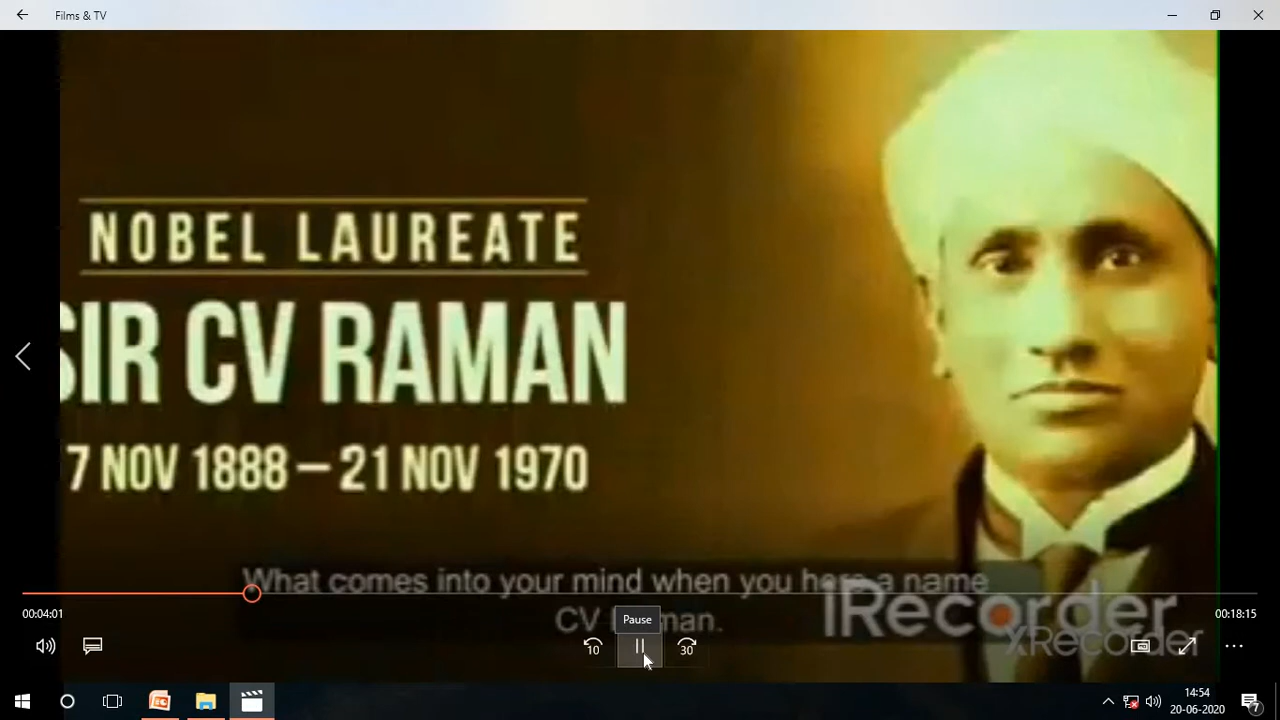 Films & TV
NOBEL LAUREATE
SIR CV RAMAN
7 NOV 1888 – 21 NOV 1970
What comes into your mind when you here a name
CV man.
iRecorder
XRecorder
Pause
00:04:01
00:18:15
10
30
14:54
20-06-2020
7